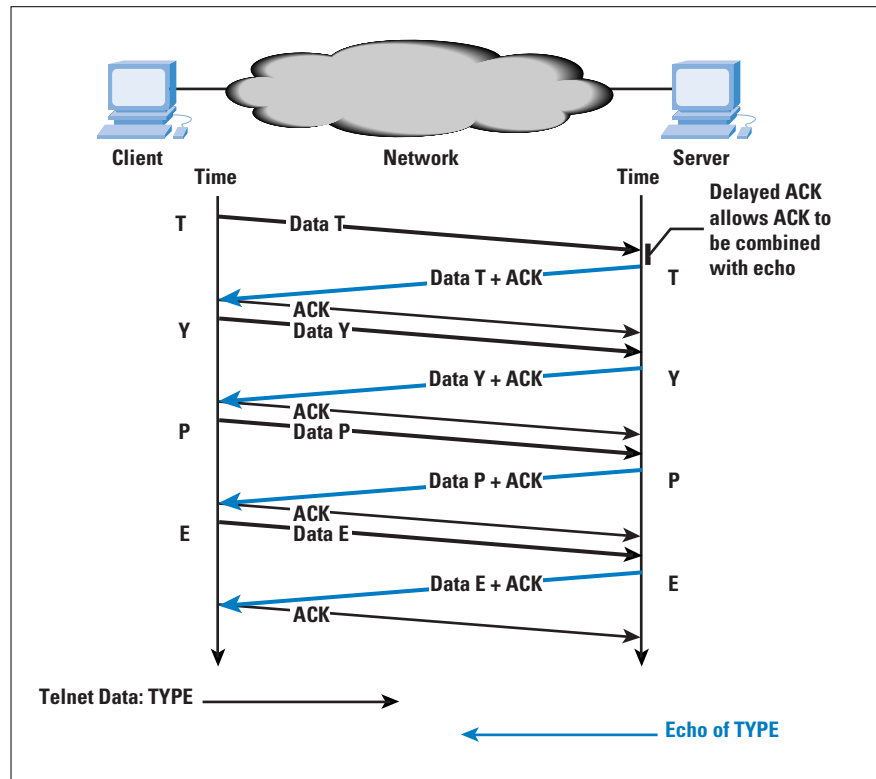 Client
Network
Server
Time
Time
Delayed ACK
allows ACK to
be combined
with echo
T
Data T
Data T + ACK
T
ACK
Y
Data Y
Data Y + ACK
Y
ACK
P
Data P
Data P + ACK
P
ACK
E
Data E
Data E + ACK
E
ACK
Telnet Data: TYPE
Echo of TYPE